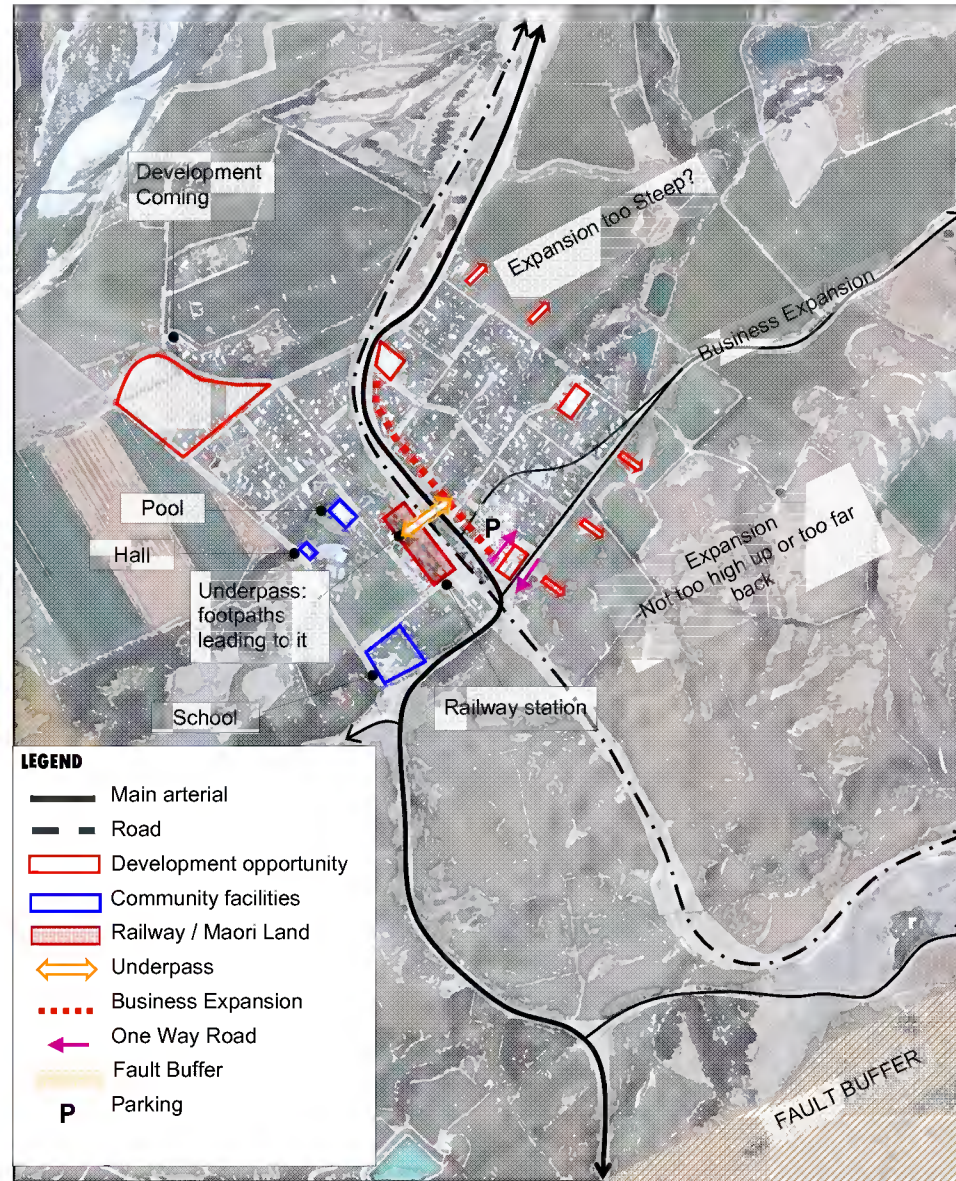 Development
Coming
Expansion too Steep?
Business Expansion
Pool
Hall
P
Expansion
Not too high up or too far
back
Underpass:
footpaths
leading to it
School
Railway station
LEGEND
Main arterial
Road
Development opportunity
Community facilities
Railway / Maori Land
Underpass
Business Expansion
One Way Road
Fault Buffer
P Parking
FAULT BUFFER